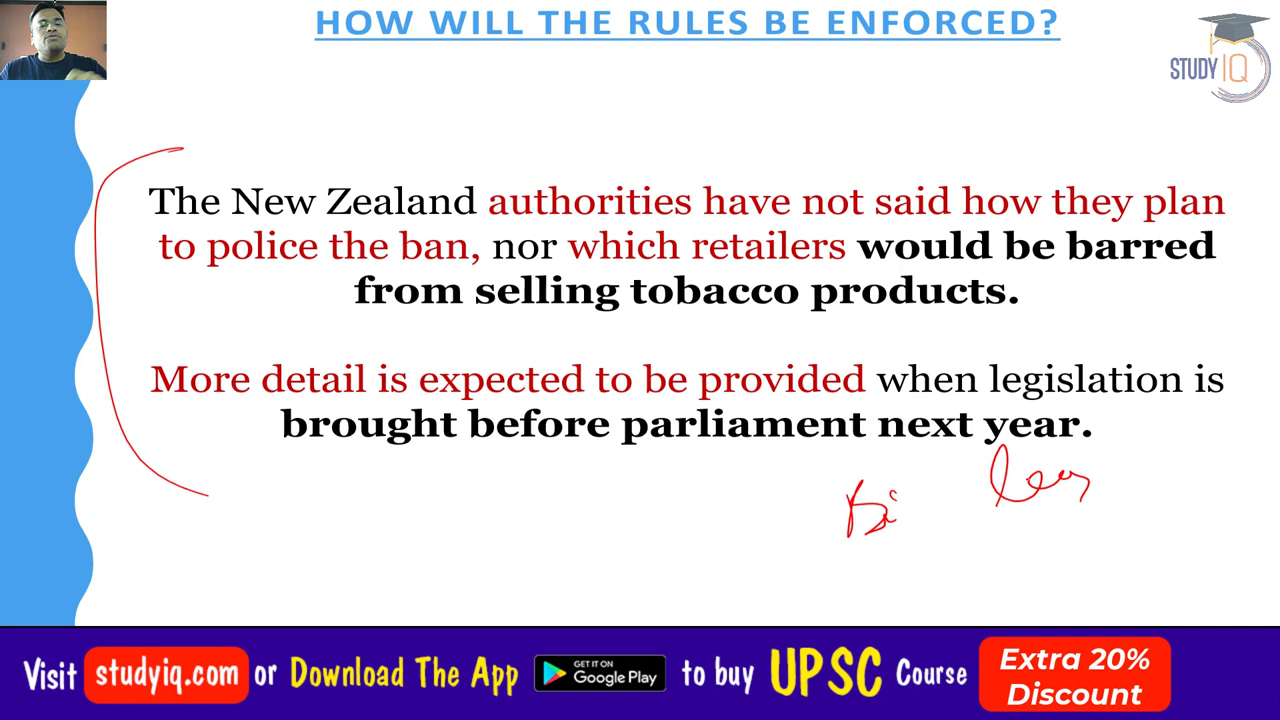 HOW WILL THE RULES BE ENFORCED?
STUDY IQ
The New Zealand authorities have not said how they plan
to police the ban, nor which retailers would be barred
from selling tobacco products.
More detail is expected to be provided when legislation is
brought before parliament next year.
Visit studyiq.com or Download The App GET IT ON Google Play to buy UPSC Course Extra 20% Discount